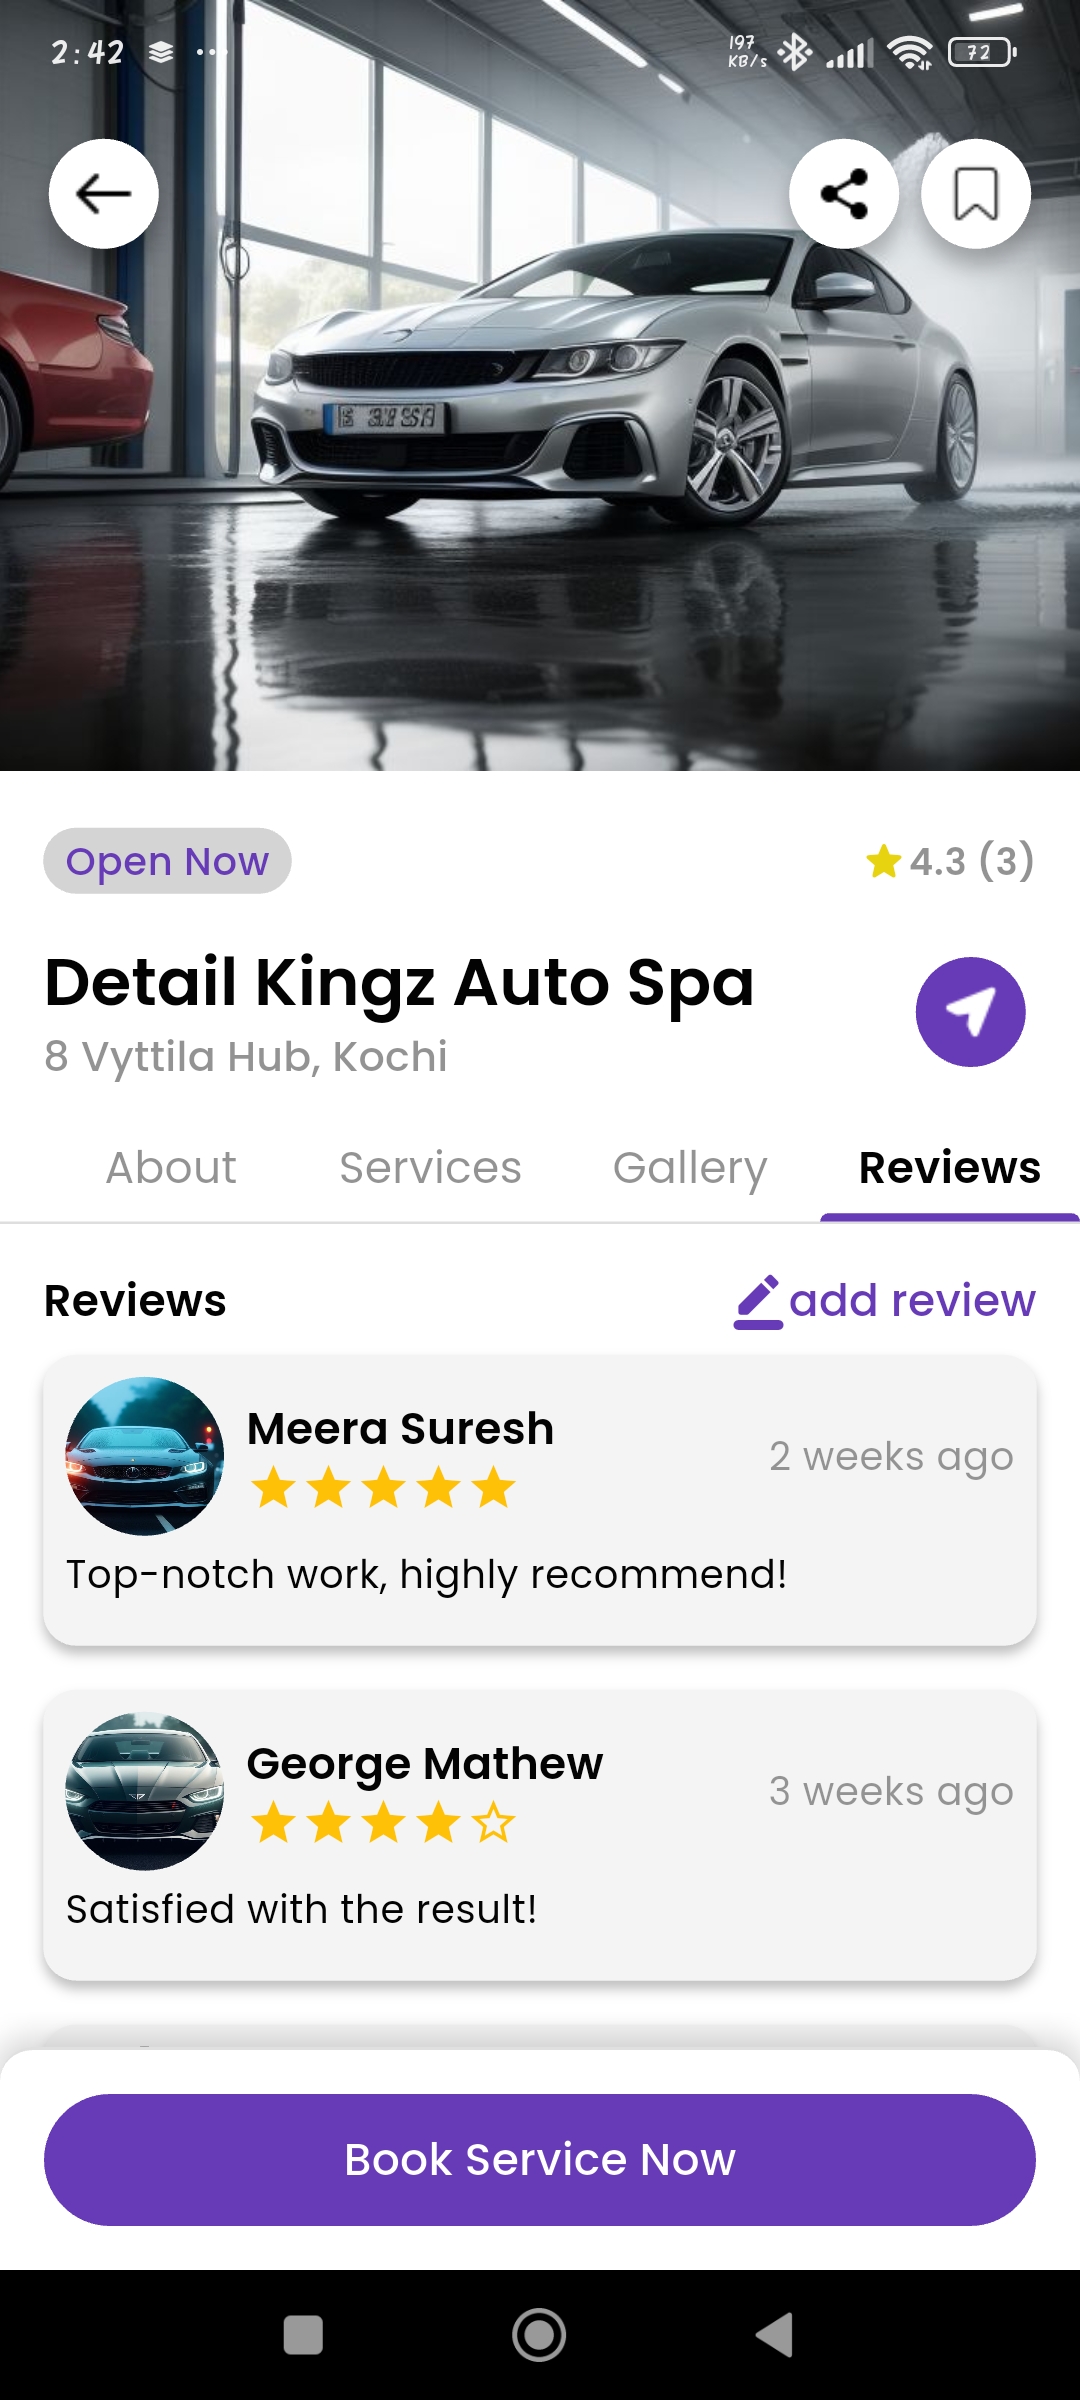 2:42
197
KB/s
72
Open Now
4.3 (3)
Detail Kingz Auto Spa
8 Vyttila Hub, Kochi
About Services Gallery Reviews
Reviews
add review
Meera Suresh
2 weeks ago
Top-notch work, highly recommend!
George Mathew
3 weeks ago
Satisfied with the result!
Book Service Now